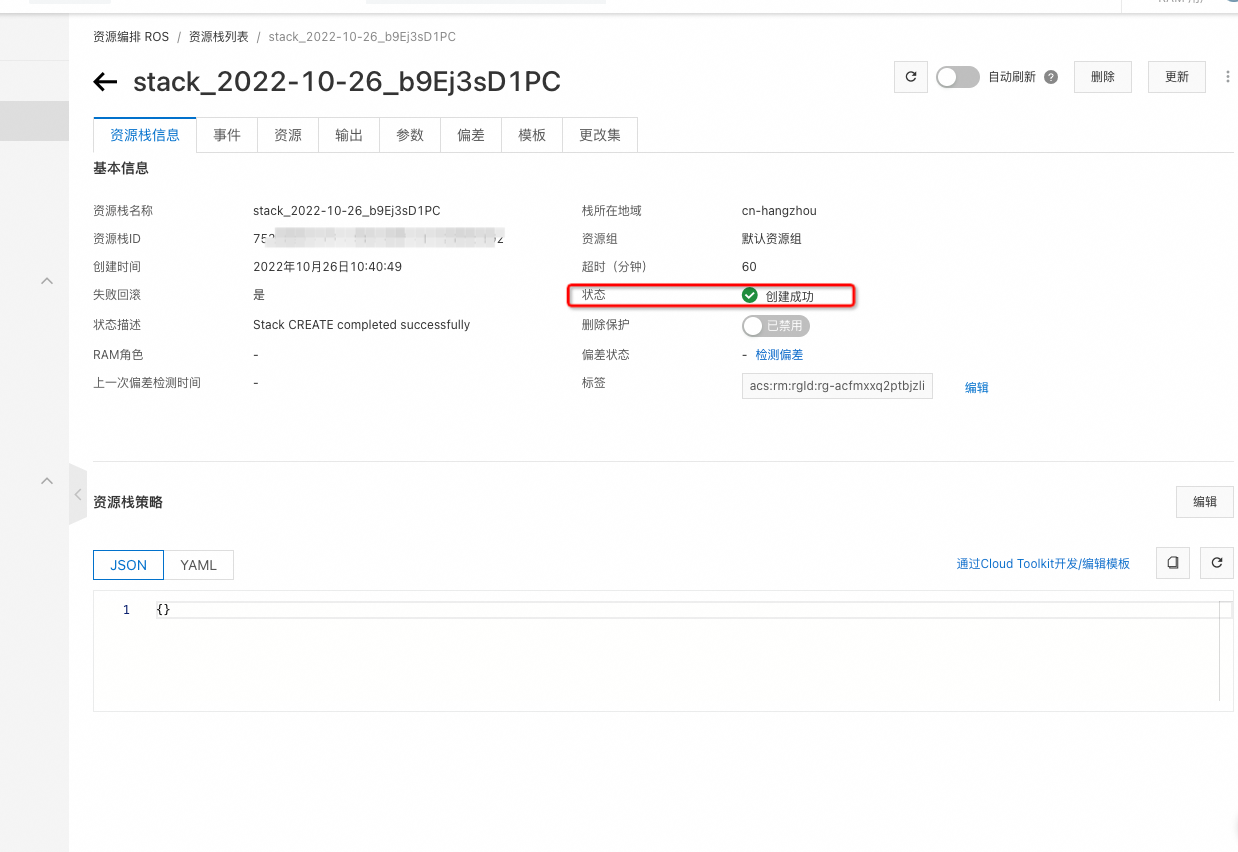 资源编排 ROS / 资源栈列表 / stack_2022-10-26_b9Ej3sD1PC
stack_2022-10-26_b9Ej3sD1PC
自动刷新 ? 删除 更新
资源栈信息 事件 资源 输出 参数 偏差 模板 更改集
基本信息
资源栈名称 stack_2022-10-26_b9Ej3sD1PC 栈所在地域 cn-hangzhou
资源栈ID 资源组 默认资源组
创建时间 2022年10月26日10:40:49 超时（分钟） 60
失败回滚 是 状态 创建成功
状态描述 Stack CREATE completed successfully 删除保护 已禁用
RAM角色 - 偏差状态 - 检测偏差
上一次偏差检测时间 - 标签 acs:rm:rgId:rg-acfmxxq2ptbjzli 编辑
资源栈策略 编辑
JSON YAML 通过Cloud Toolkit开发/编辑模板
1 {}